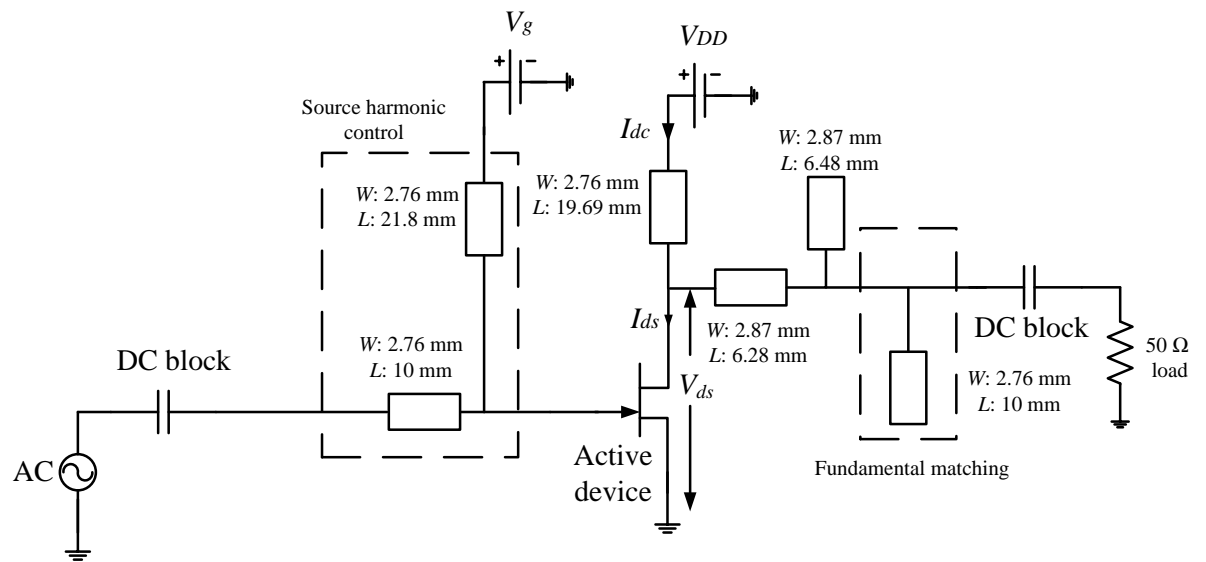 Vg
+ −
VDD
+ −
Source harmonic
control
Idc
W: 2.87 mm
L: 6.48 mm
W: 2.76 mm
L: 21.8 mm
W: 2.76 mm
L: 19.69 mm
Ids
W: 2.87 mm
L: 6.28 mm
DC block
50 Ω
load
W: 2.76 mm
L: 10 mm
DC block
Vds
W: 2.76 mm
L: 10 mm
AC
Active
device
Fundamental matching